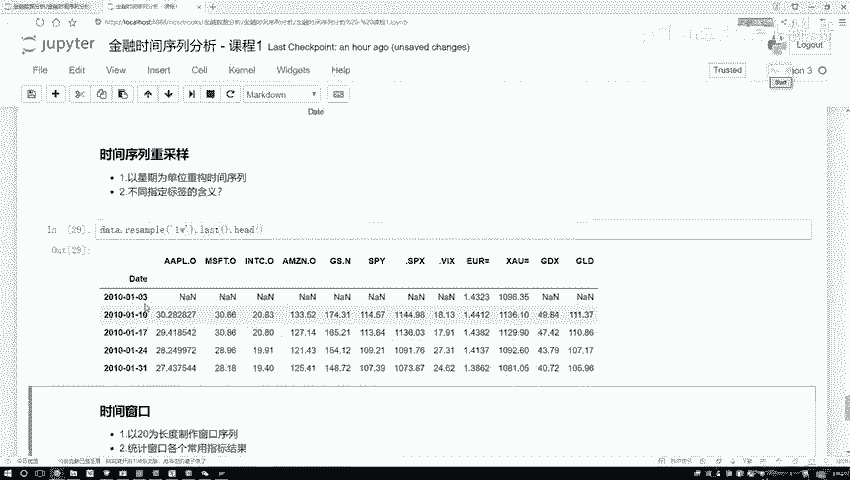 http://localhost:8888/notebooks/
jupyter 金融时间序列分析 - 课程1 Last Checkpoint: an hour ago (unsaved changes)
Logout
File Edit View Insert Cell Kernel Widgets Help
Trusted
Markdown
Date
时间序列重采样
1.以星期为单位重构时间序列
2.不同指定标签的含义?
In [29]: data.resample('1w').last().head()
Out[29]:
AAPL.O MSFT.O INTC.O AMZN.O GS.N SPY .SPX .VIX EUR= XAU= GDX GLD
Date
2010-01-03 NaN NaN NaN NaN NaN NaN NaN NaN 1.4323 1096.35 NaN NaN
2010-01-10 30.282827 30.66 20.83 133.52 174.31 114.57 1144.98 18.13 1.4412 1136.10 49.84 111.37
2010-01-17 29.418542 30.86 20.80 127.14 165.21 113.64 1136.03 17.91 1.4382 1129.90 47.42 110.86
2010-01-24 28.249972 28.96 19.91 121.43 154.12 109.21 1091.76 27.31 1.4137 1092.60 43.79 107.17
2010-01-31 27.437544 28.18 19.40 125.41 148.72 107.39 1073.87 24.62 1.3862 1081.05 40.72 105.96
时间窗口
1.以20为长度制作窗口序列
2.统计窗口各个常用指标结果